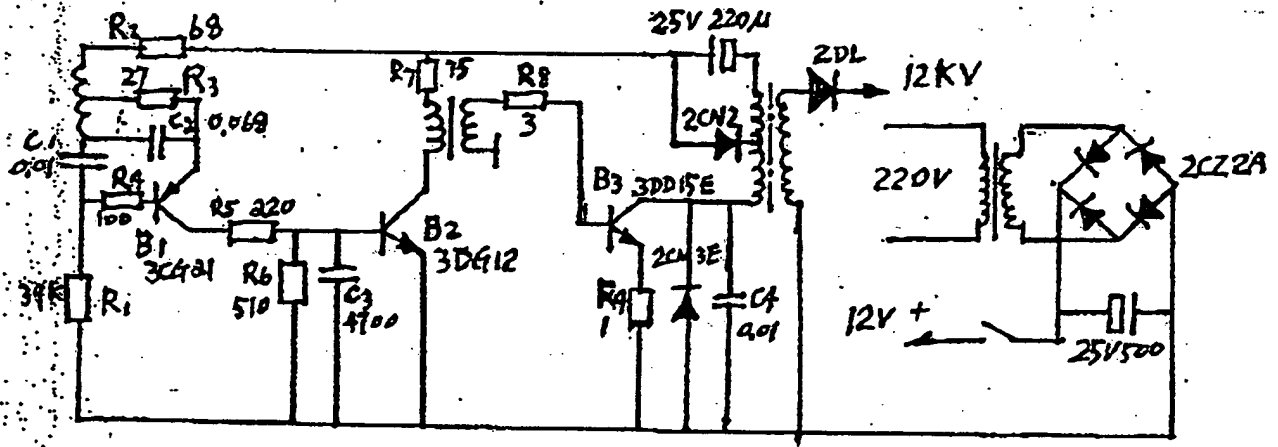 R2 68
25V 220μ
27 R3
R7 75
R8
3
2DL
12KV
C2 0.068
2CN2
C1
0.01
R4
100
B1
3CG21
R5 220
B2
3DG12
B3 3DD15E
220V
2CZ2A
R6
510
C3
4700
2CN3E
R1
1
C4
0.01
12V +
25V500